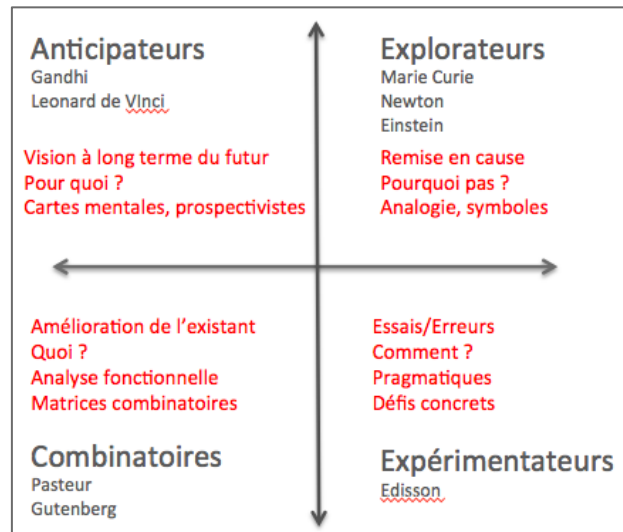 Anticipateurs
Gandhi
Leonard de VInci
Vision à long terme du futur
Pour quoi ?
Cartes mentales, prospectivistes
Explorateurs
Marie Curie
Newton
Einstein
Remise en cause
Pourquoi pas ?
Analogie, symboles
Amélioration de l'existant
Quoi ?
Analyse fonctionnelle
Matrices combinatoires
Combinatoires
Pasteur
Gutenberg
Essais/Erreurs
Comment ?
Pragmatiques
Défis concrets
Expérimentateurs
Edisson